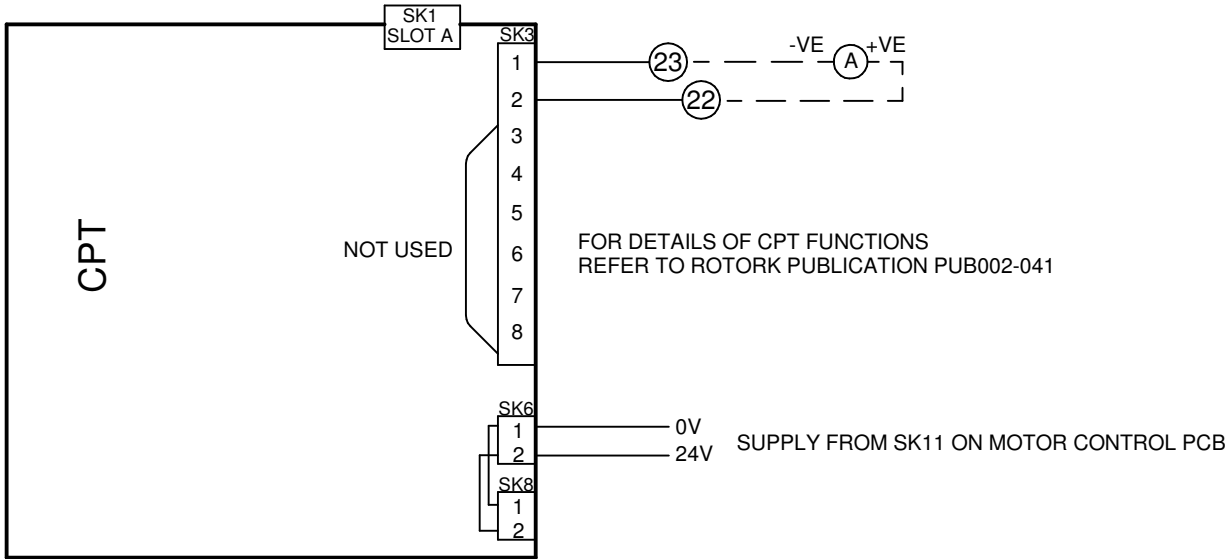 SK1
SLOT A
SK3
1
23
-VE
A
+VE
2
22
3
4
5
6
7
8
NOT USED
CPT
FOR DETAILS OF CPT FUNCTIONS
REFER TO ROTORK PUBLICATION PUB002-041
SK6
1
0V
2
24V
SUPPLY FROM SK11 ON MOTOR CONTROL PCB
SK8
1
2